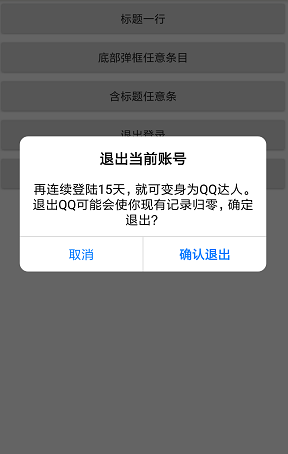 标题一行
底部弹框任意条目
含标题任意条
退出登录
退出当前账号
再连续登陆15天，就可变身为QQ达人。
退出QQ可能会使你现有记录归零，确定
退出?
取消
确认退出